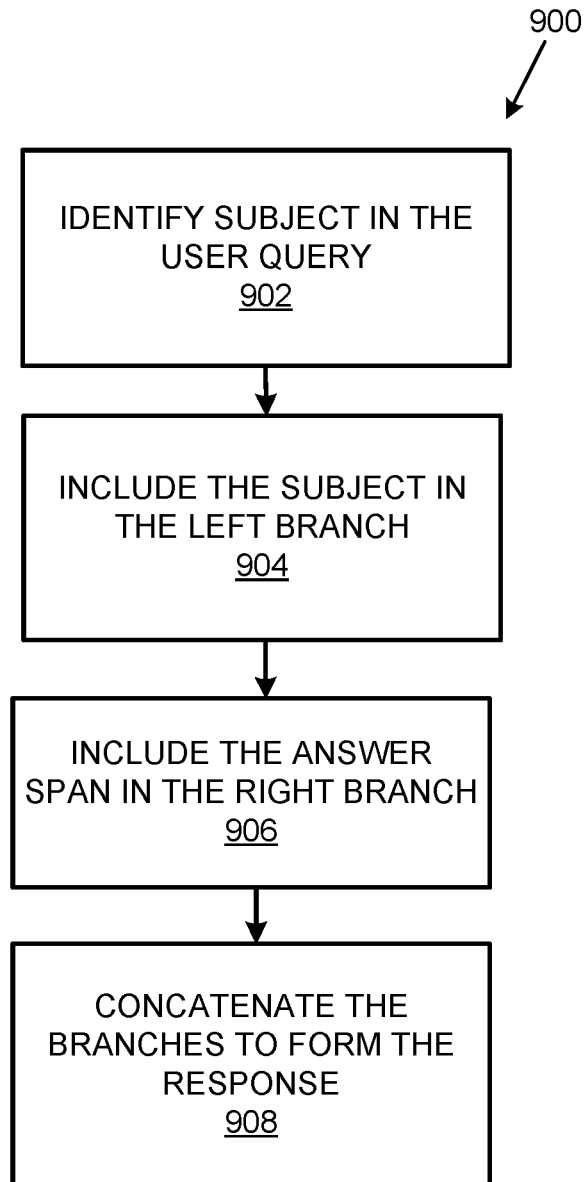 900
IDENTIFY SUBJECT IN THE
USER QUERY
902
INCLUDE THE SUBJECT IN
THE LEFT BRANCH
904
INCLUDE THE ANSWER
SPAN IN THE RIGHT BRANCH
906
CONCATENATE THE
BRANCHES TO FORM THE
RESPONSE
908